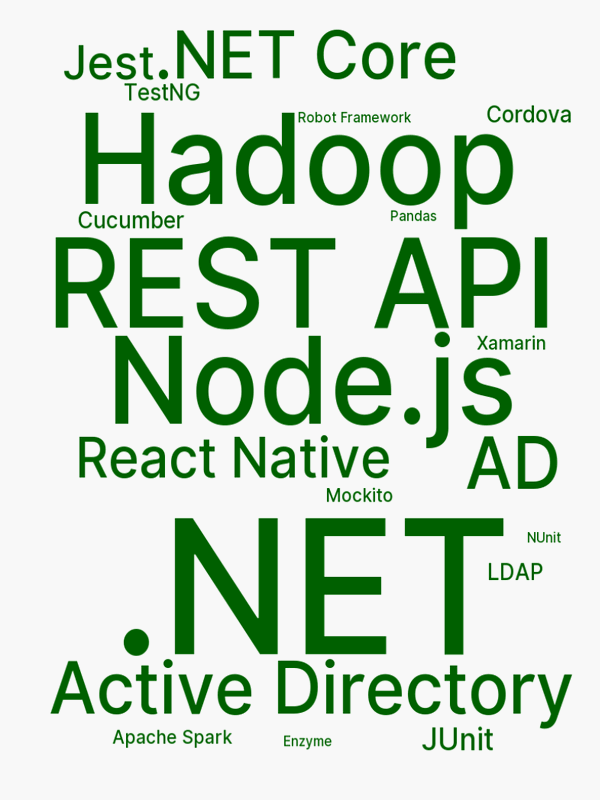 Jest .NET Core
TestNG
Robot Framework
Cordova
Hadoop
Cucumber
Pandas
REST API
Xamarin
Node.js
React Native
AD
Mockito
.NET
NUnit
LDAP
Active Directory
Apache Spark
Enzyme
JUnit